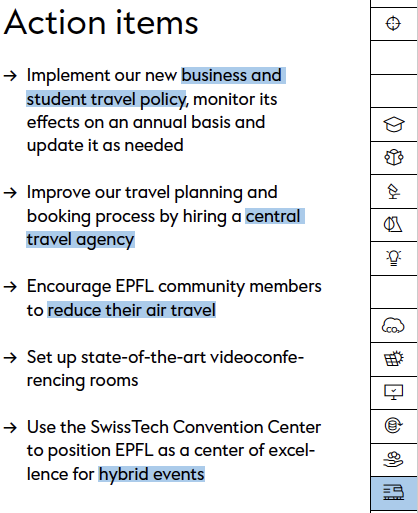 Action items
→ Implement our new business and
student travel policy, monitor its
effects on an annual basis and
update it as needed
→ Improve our travel planning and
booking process by hiring a central
travel agency
→ Encourage EPFL community members
to reduce their air travel
→ Set up state-of-the-art videoconfe-
rencing rooms
→ Use the SwissTech Convention Center
to position EPFL as a center of excel-
lence for hybrid events
CO₂